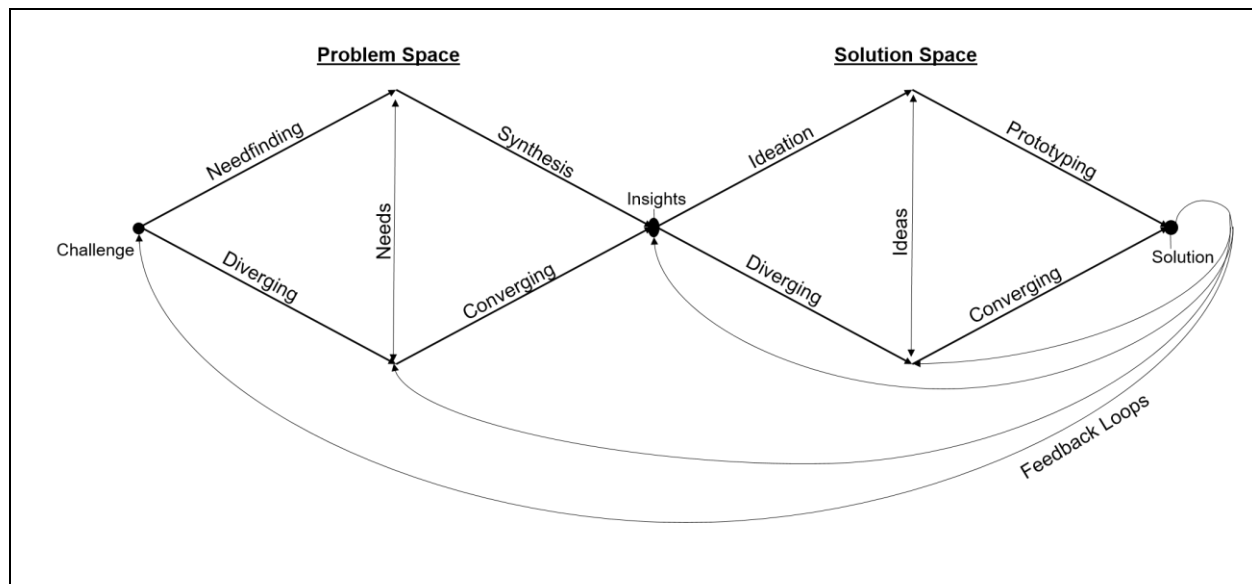 Problem Space
Solution Space
Needfinding
Synthesis
Ideation
Prototyping
Insights
Needs
Ideas
Challenge
Solution
Diverging
Converging
Diverging
Converging
Feedback Loops